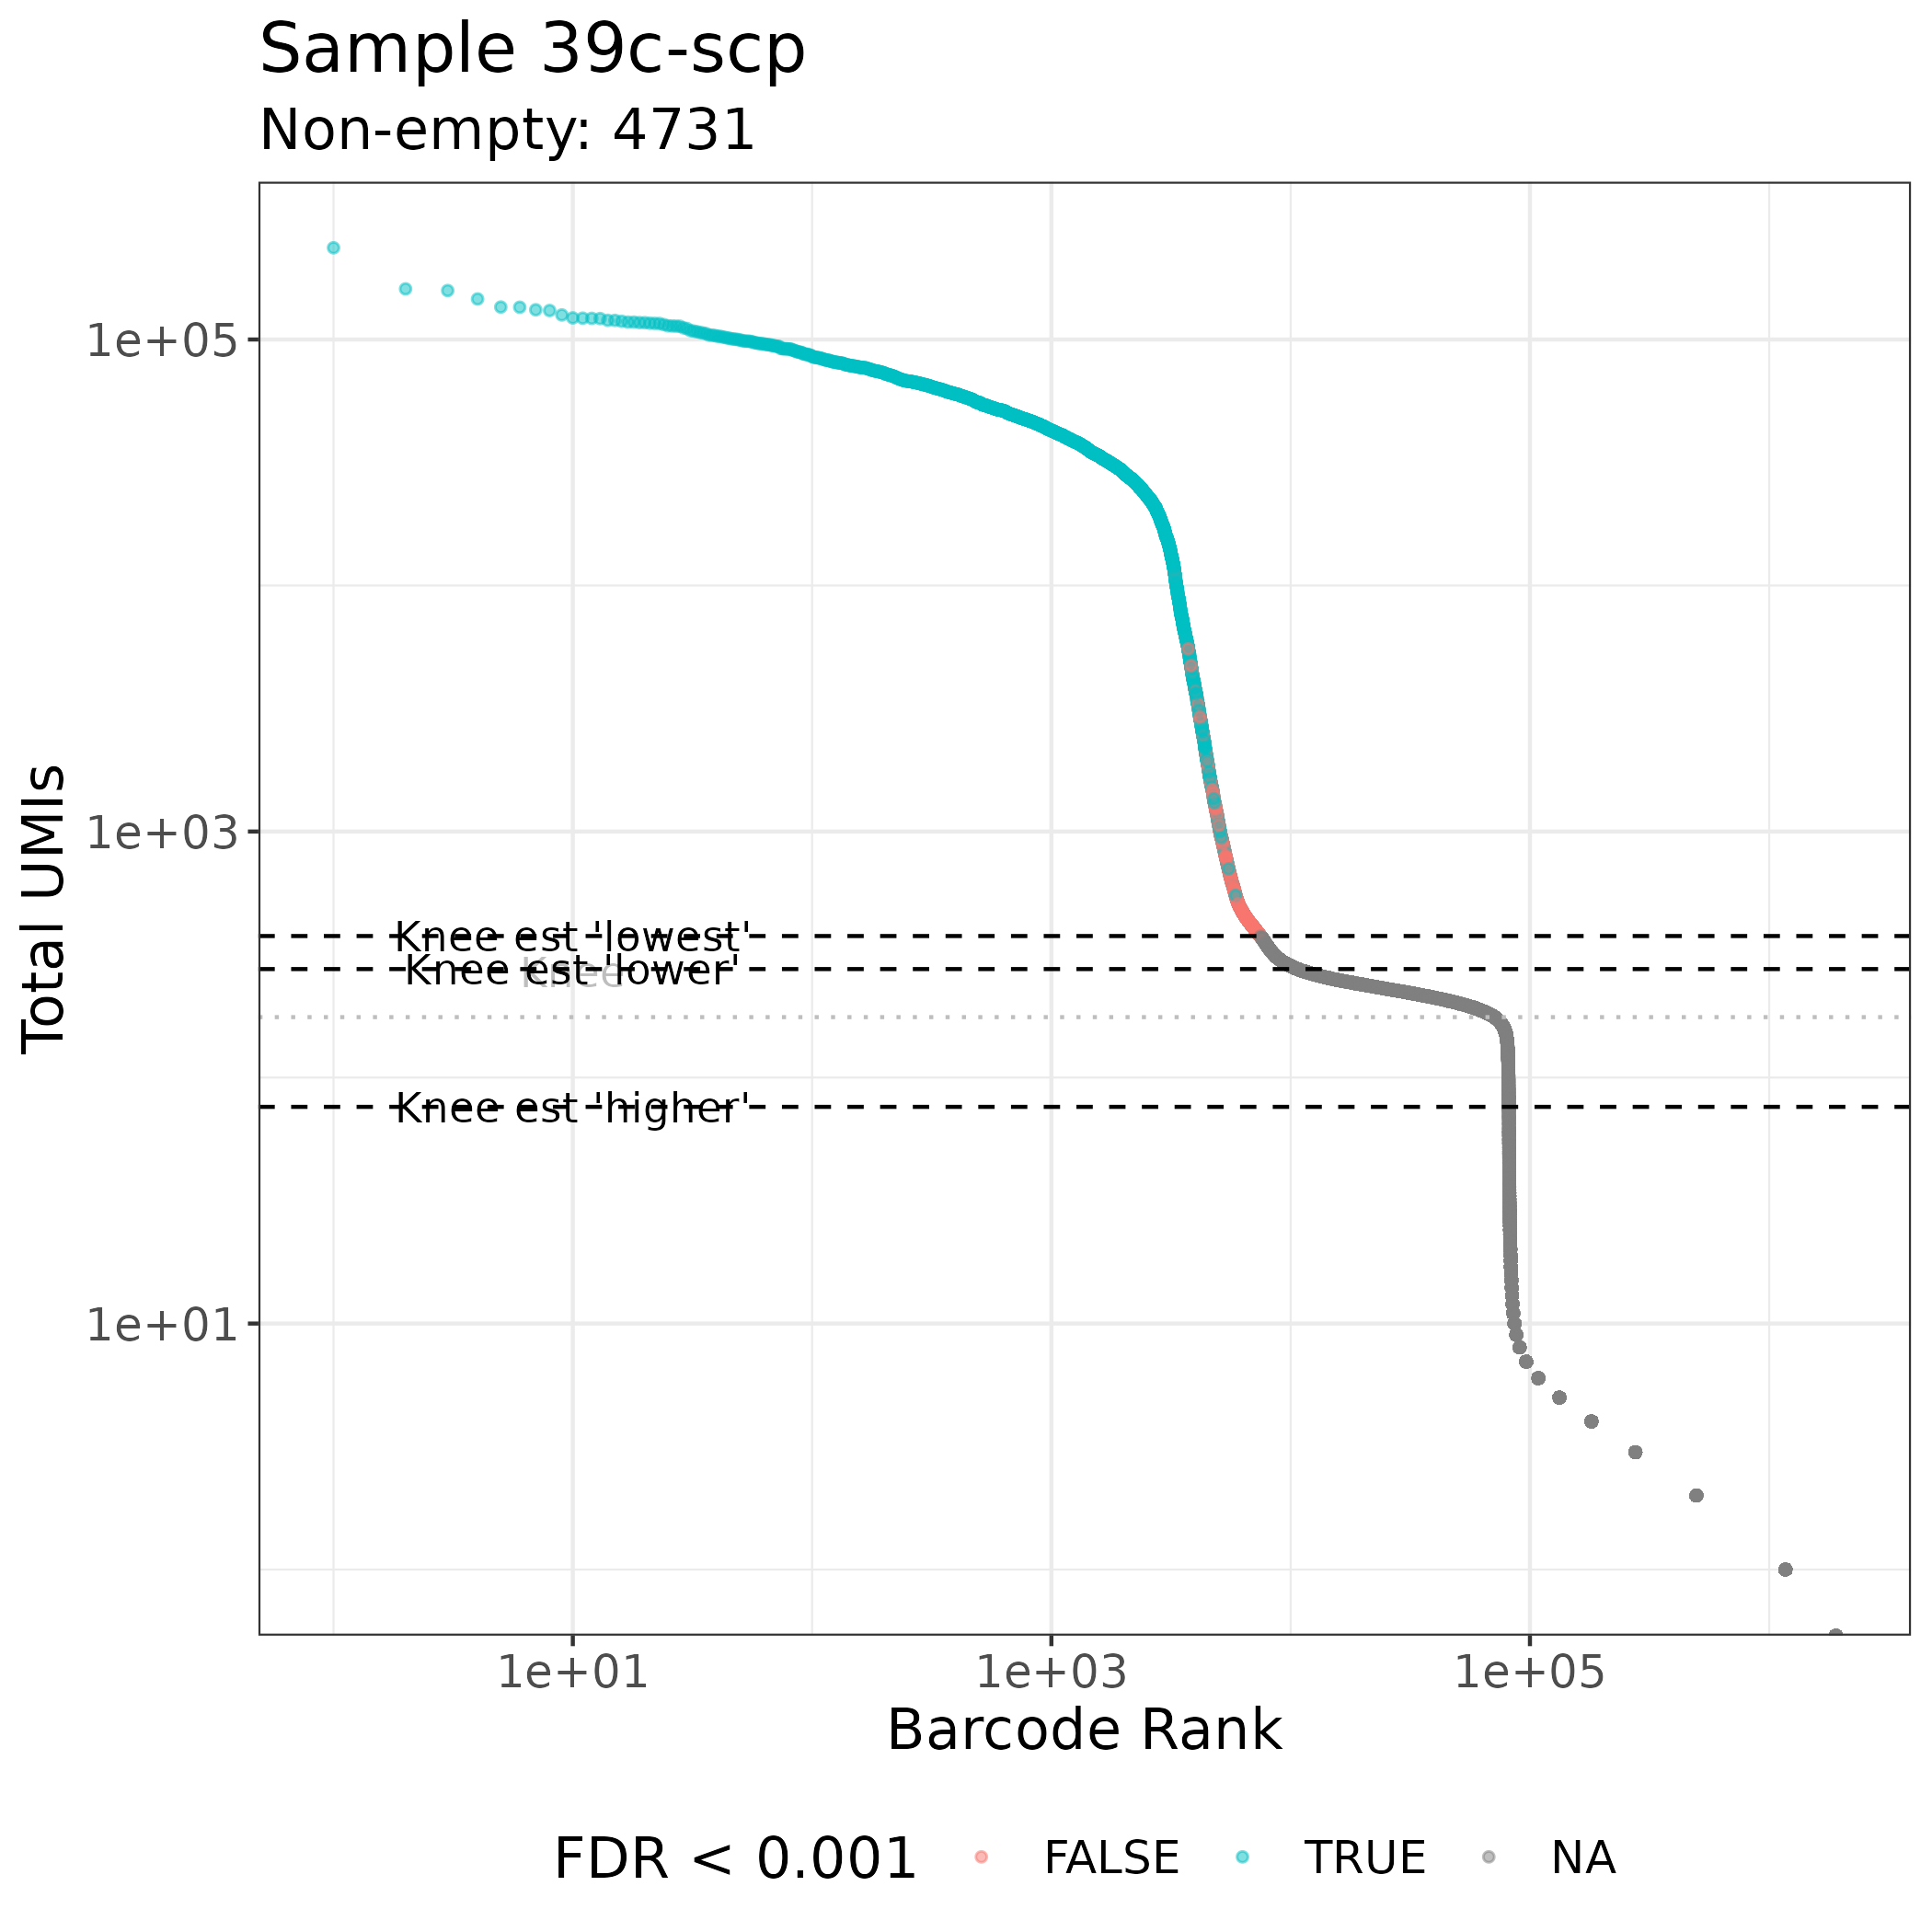 Sample 39c-scp
Non-empty: 4731
Total UMIs
1e+05
1e+03
1e+01
Knee est 'lowest'
Knee est 'lower'
Knee
Knee est 'higher'
1e+01 1e+03 1e+05
Barcode Rank
FDR < 0.001 FALSE TRUE NA